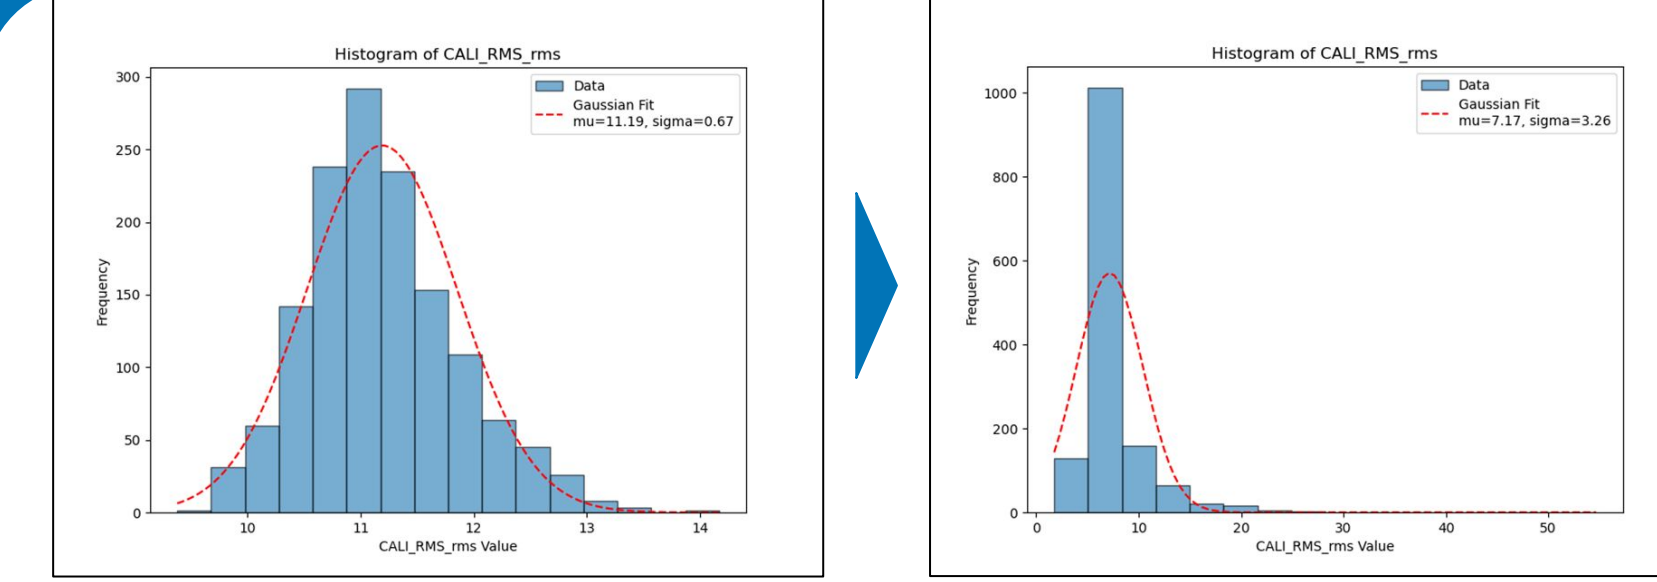 Histogram of CALI_RMS_rms
Data
Gaussian Fit
mu=11.19, sigma=0.67
300
250
200
150
100
50
0
Frequency
10 11 12 13 14
CALI_RMS_rms Value
Histogram of CALI_RMS_rms
Data
Gaussian Fit
mu=7.17, sigma=3.26
1000
800
600
400
200
0
Frequency
0 10 20 30 40 50
CALI_RMS_rms Value